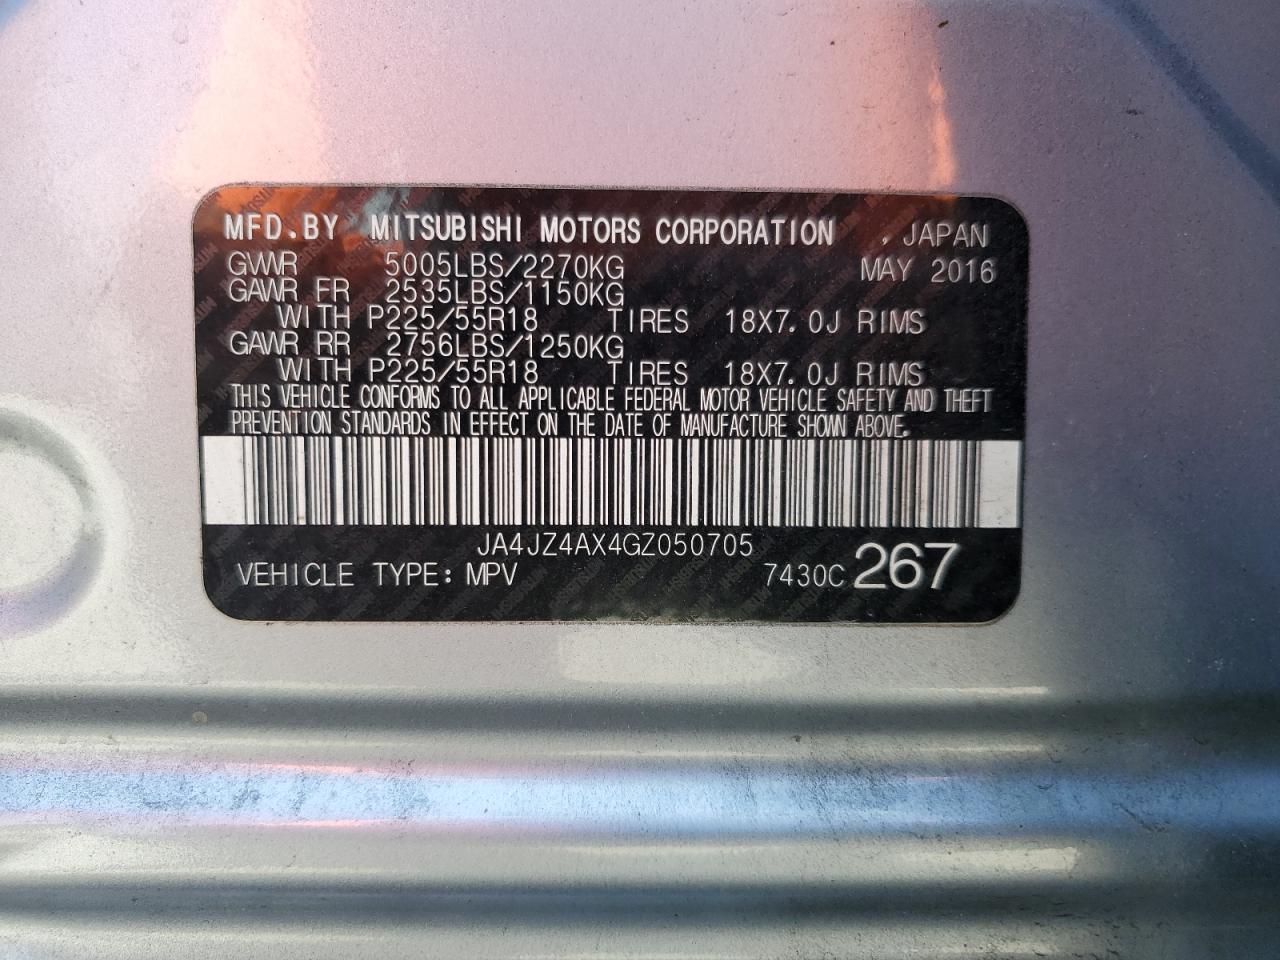 MFD.BY MITSUBISHI MOTORS CORPORATION , JAPAN
GVWR 5005LBS/2270KG MAY 2016
GAWR FR 2535LBS/1150KG
WITH P225/55R18 TIRES 18X7.0J RIMS
GAWR RR 2756LBS/1250KG
WITH P225/55R18 TIRES 18X7.0J RIMS
THIS VEHICLE CONFORMS TO ALL APPLICABLE FEDERAL MOTOR VEHICLE SAFETY AND THEFT
PREVENTION STANDARDS IN EFFECT ON THE DATE OF MANUFACTURE SHOWN ABOVE.
JA4JZ4AX4GZ050705
VEHICLE TYPE: MPV 7430C 267